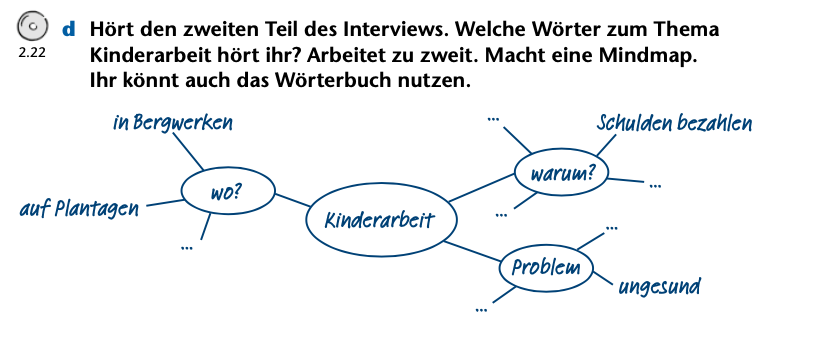 d Hört den zweiten Teil des Interviews. Welche Wörter zum Thema
2.22 Kinderarbeit hört ihr? Arbeitet zu zweit. Macht eine Mindmap.
Ihr könnt auch das Wörterbuch nutzen.
in Bergwerken
...
Schulden bezahlen
wo?
warum?
...
auf Plantagen
Kinderarbeit
...
...
...
Problem
ungesund
...